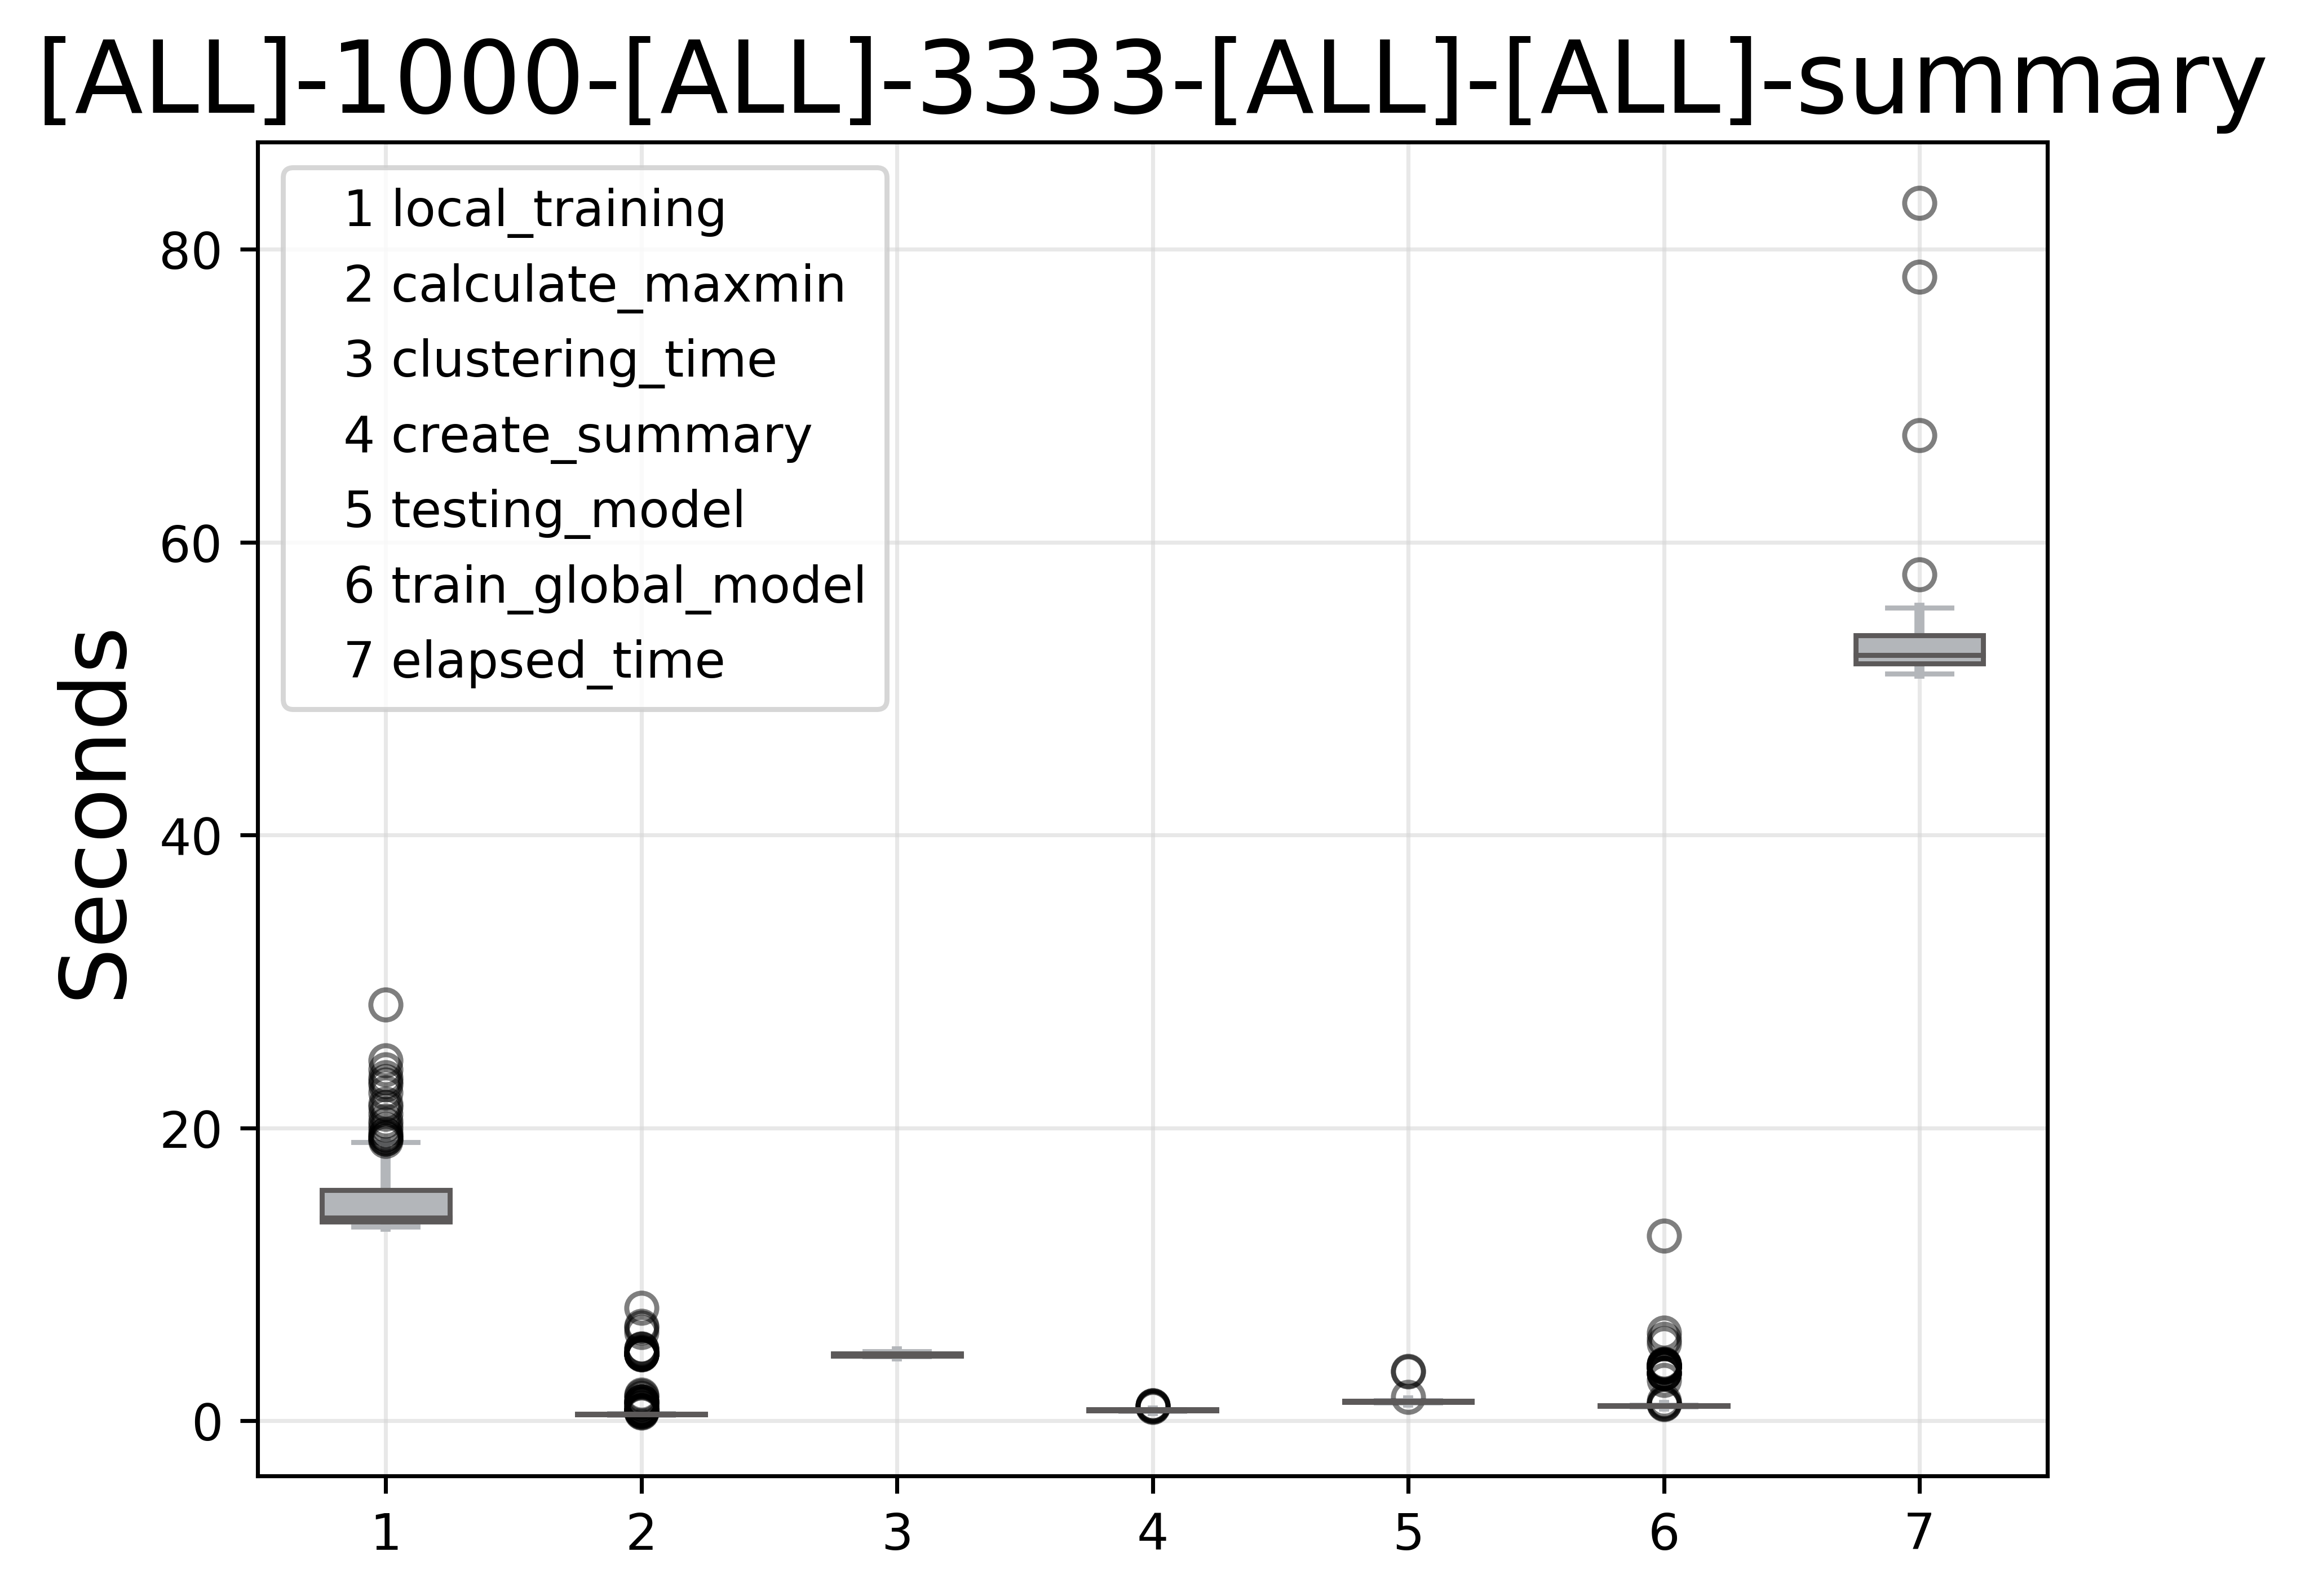 [ALL]-1000-[ALL]-3333-[ALL]-[ALL]-summary
1 local_training
2 calculate_maxmin
3 clustering_time
4 create_summary
5 testing_model
6 train_global_model
7 elapsed_time
Seconds
80
60
40
20
0
1 2 3 4 5 6 7